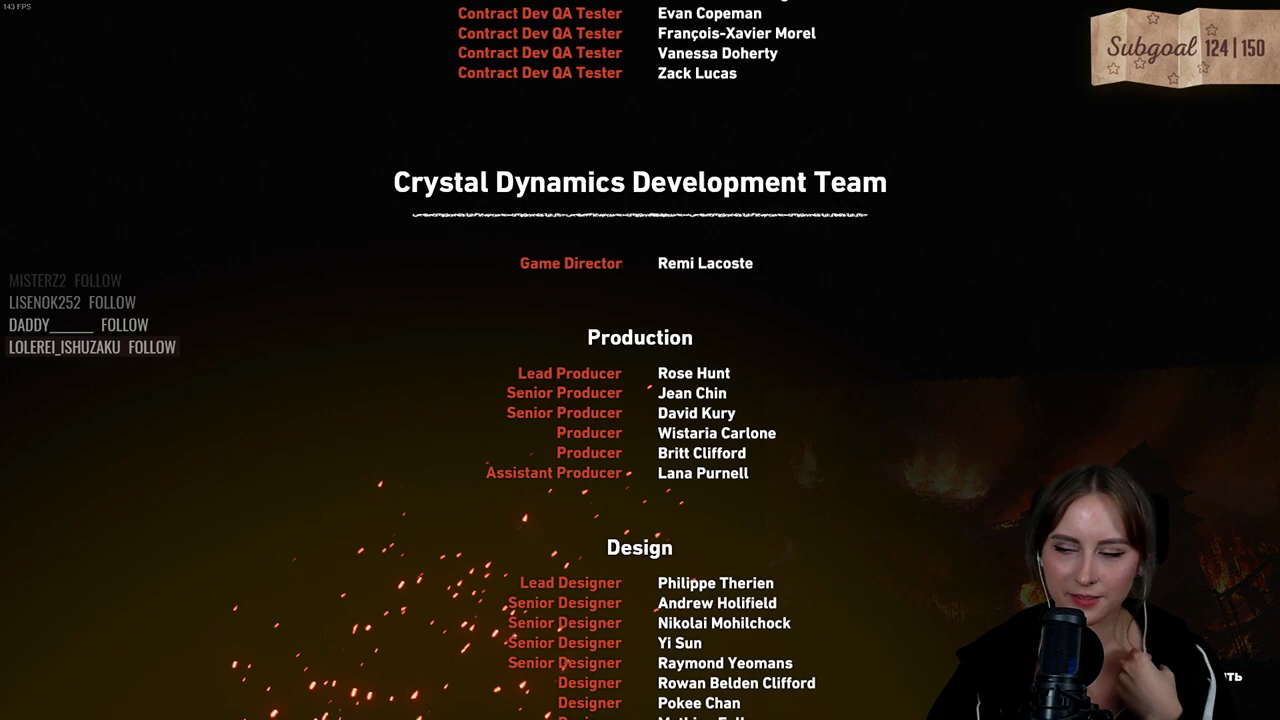 143 FPS
Contract Dev QA Tester Evan Copeman
Contract Dev QA Tester François-Xavier Morel
Contract Dev QA Tester Vanessa Doherty
Contract Dev QA Tester Zack Lucas
Subgoal 124|150
Crystal Dynamics Development Team
Game Director Remi Lacoste
MISTERZ2 FOLLOW
LISENOK252 FOLLOW
DADDY______ FOLLOW
LOLEREI_ISHUZAKU FOLLOW
Production
Lead Producer Rose Hunt
Senior Producer Jean Chin
Senior Producer David Kury
Producer Wistaria Carlone
Producer Britt Clifford
Assistant Producer Lana Purnell
Design
Lead Designer Philippe Therien
Senior Designer Andrew Holifield
Senior Designer Nikolai Mohilchock
Senior Designer Yi Sun
Senior Designer Raymond Yeomans
Designer Rowan Belden Clifford
Designer Pokee Chan